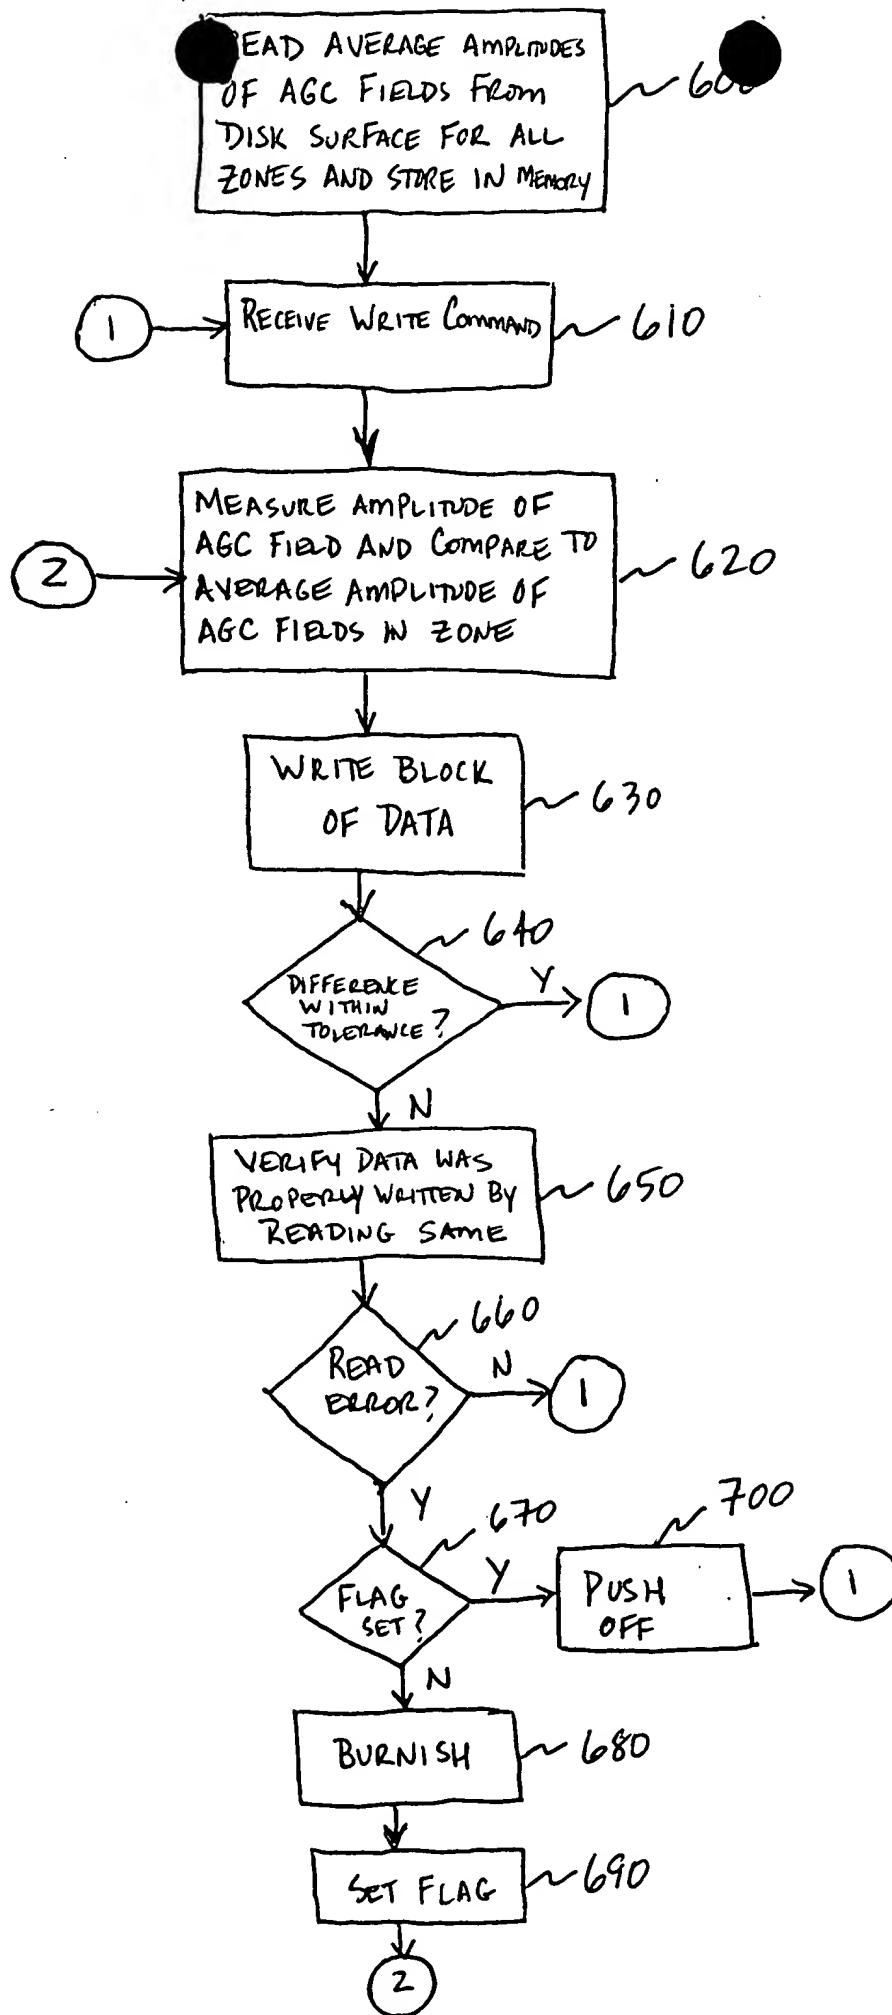 EAD AVERAGE AMPLITUDES
OF AGC FIELDS FROM
DISK SURFACE FOR ALL
ZONES AND STORE IN MEMORY
1
RECEIVE WRITE COMMAND
610
MEASURE AMPLITUDE OF
AGC FIELD AND COMPARE TO
AVERAGE AMPLITUDE OF
AGC FIELDS IN ZONE
2
620
WRITE BLOCK
OF DATA
630
640
DIFFERENCE
WITHIN
TOLERANCE?
Y
1
N
VERIFY DATA WAS
PROPERLY WRITTEN BY
READING SAME
650
660
READ
ERROR?
N
1
Y
670
FLAG
SET?
Y
700
PUSH
OFF
1
N
BURNISH
680
SET FLAG
690
2